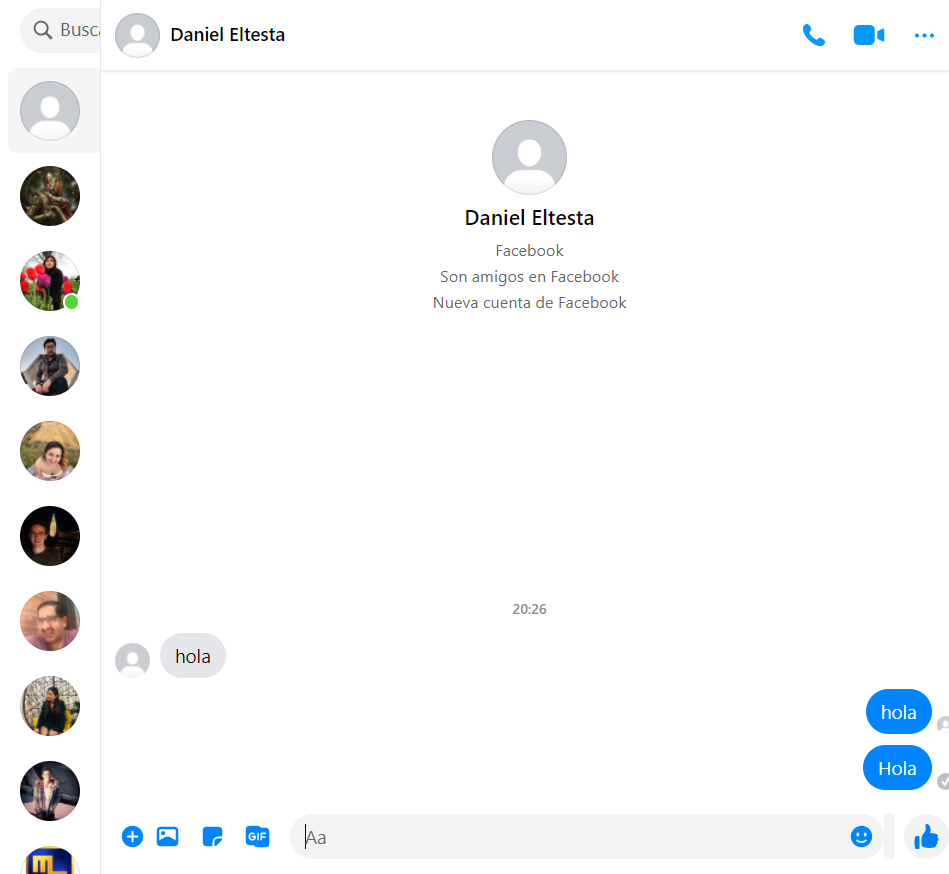 Busca
Daniel Eltesta
Daniel Eltesta
Facebook
Son amigos en Facebook
Nueva cuenta de Facebook
20:26
hola
hola
Hola
GIF
Aa